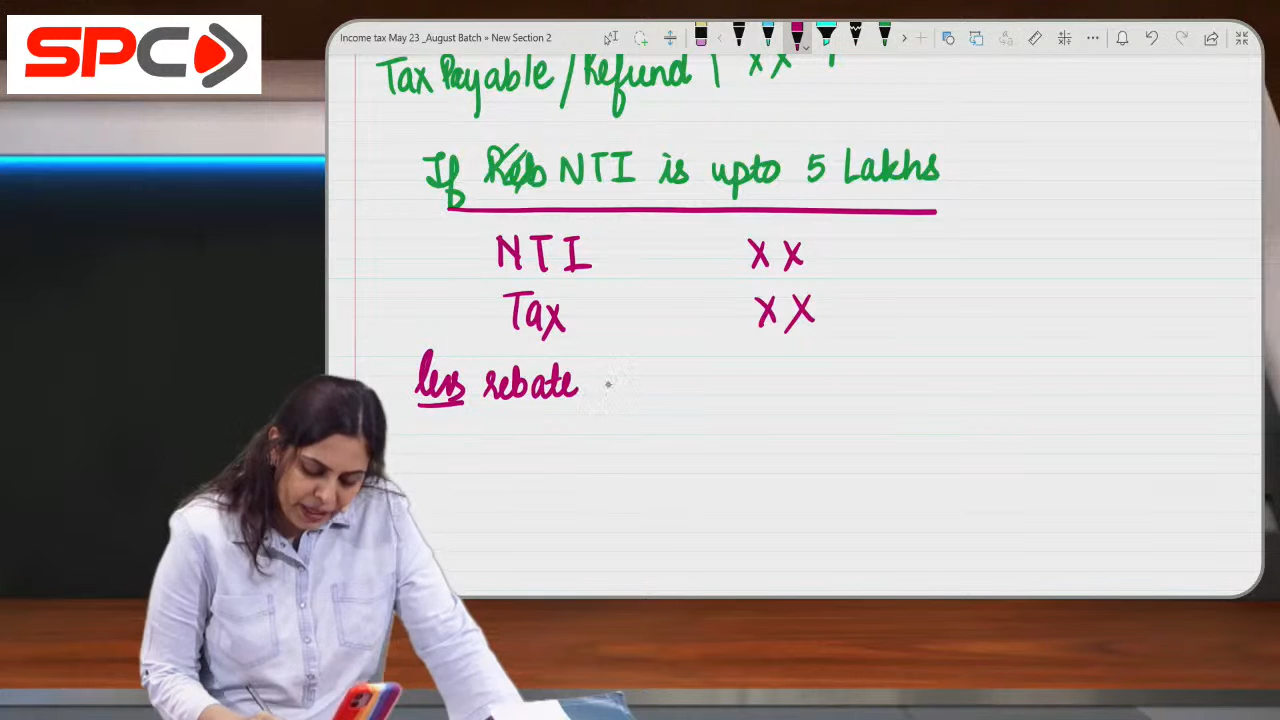 SPC
Income tax May 23 _August Batch » New Section 2
Tax Payable/Refund | xx
If NTI is upto 5 Lakhs
NTI xx
Tax xx
less rebate